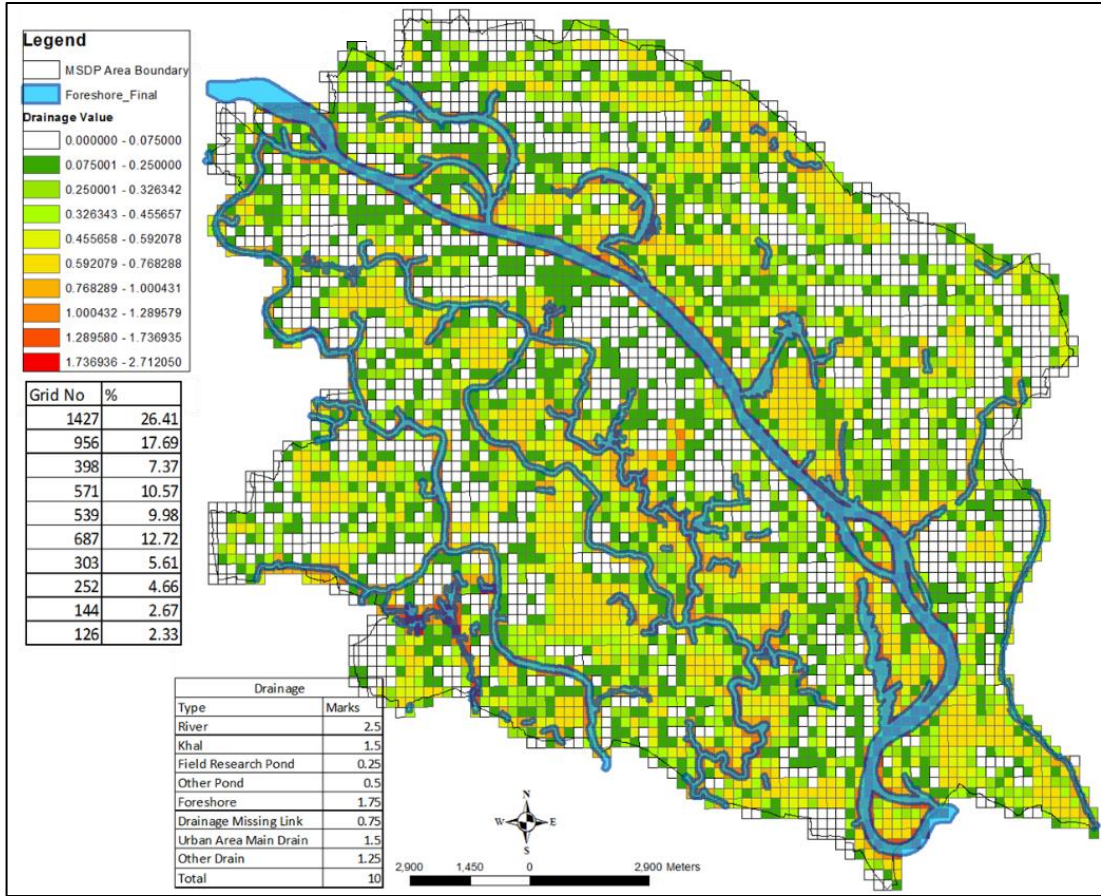 Legend
MSDP Area Boundary
Foreshore_Final
Drainage Value
0.000000 - 0.075000
0.075001 - 0.250000
0.250001 - 0.326342
0.326343 - 0.455657
0.455658 - 0.592078
0.592079 - 0.768288
0.768289 - 1.000431
1.000432 - 1.289579
1.289580 - 1.736935
1.736936 - 2.712050
Grid No %
1427 26.41
956 17.69
398 7.37
571 10.57
539 9.98
687 12.72
303 5.61
252 4.66
144 2.67
126 2.33
Drainage
Type Marks
River 2.5
Khal 1.5
Field Research Pond 0.25
Other Pond 0.5
Foreshore 1.75
Drainage Missing Link 0.75
Urban Area Main Drain 1.5
Other Drain 1.25
Total 10
N
W E
S
2,900 1,450 0 2,900 Meters